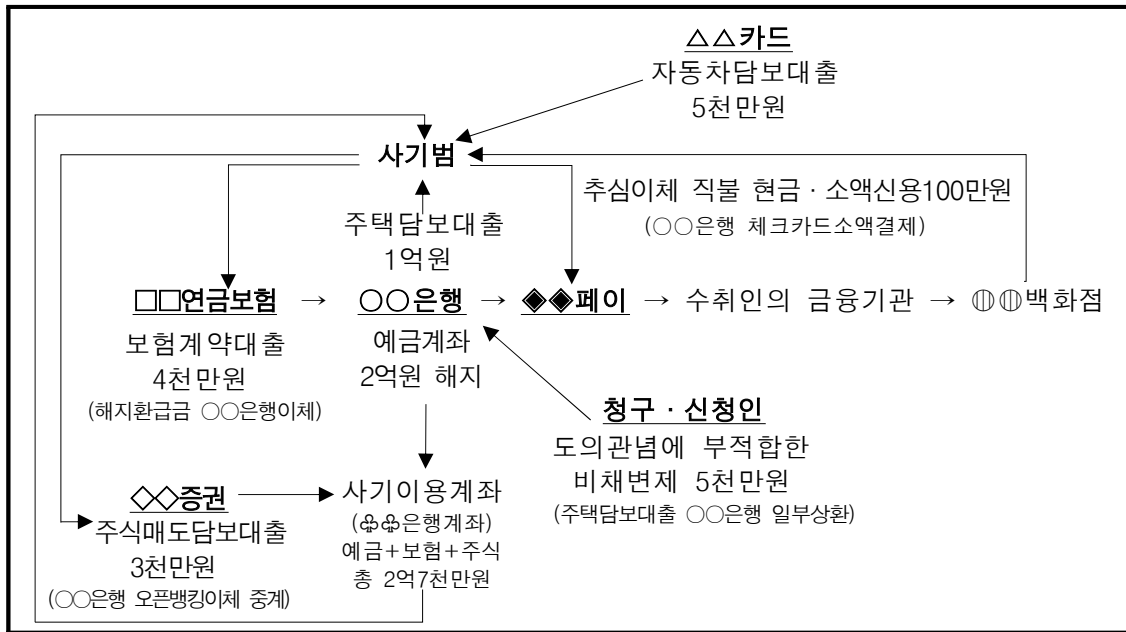 △△카드
자동차담보대출
5천만원
사기범
추심이체 직불 현금·소액신용100만원
(○○은행 체크카드소액결제)
주택담보대출
1억원
□□연금보험 → ○○은행 → ◈◈페이 → 수취인의 금융기관 → ◍◍백화점
보험계약대출
4천만원
(해지환급금 ○○은행이체)
예금계좌
2억원 해지
청구·신청인
도의관념에 부적합한
비채변제 5천만원
(주택담보대출 ○○은행 일부상환)
◇◇증권
주식매도담보대출
3천만원
(○○은행 오픈뱅킹이체 중계)
사기이용계좌
(♧♧은행계좌)
예금+보험+주식
총 2억7천만원